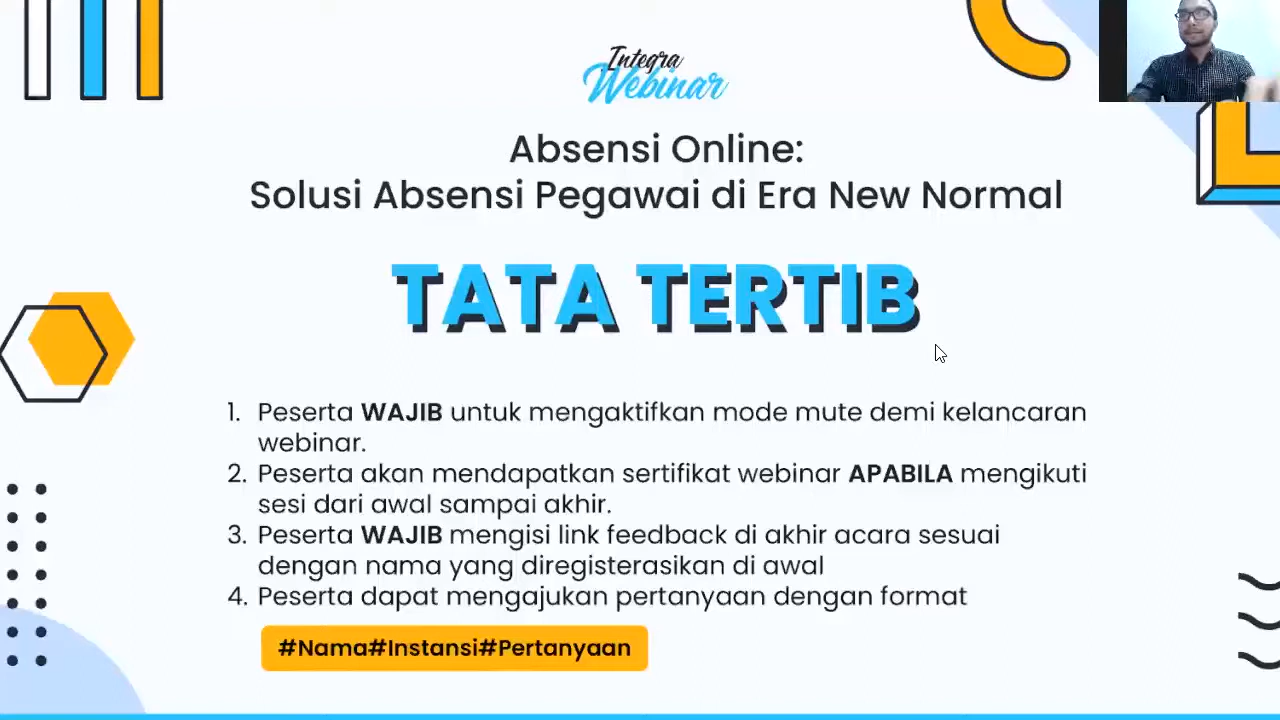 Integra
Webinar
Absensi Online:
Solusi Absensi Pegawai di Era New Normal
TATA TERTIB
1. Peserta WAJIB untuk mengaktifkan mode mute demi kelancaran
webinar.
2. Peserta akan mendapatkan sertifikat webinar APABILA mengikuti
sesi dari awal sampai akhir.
3. Peserta WAJIB mengisi link feedback di akhir acara sesuai
dengan nama yang diregisterasikan di awal
4. Peserta dapat mengajukan pertanyaan dengan format
#Nama#Instansi#Pertanyaan